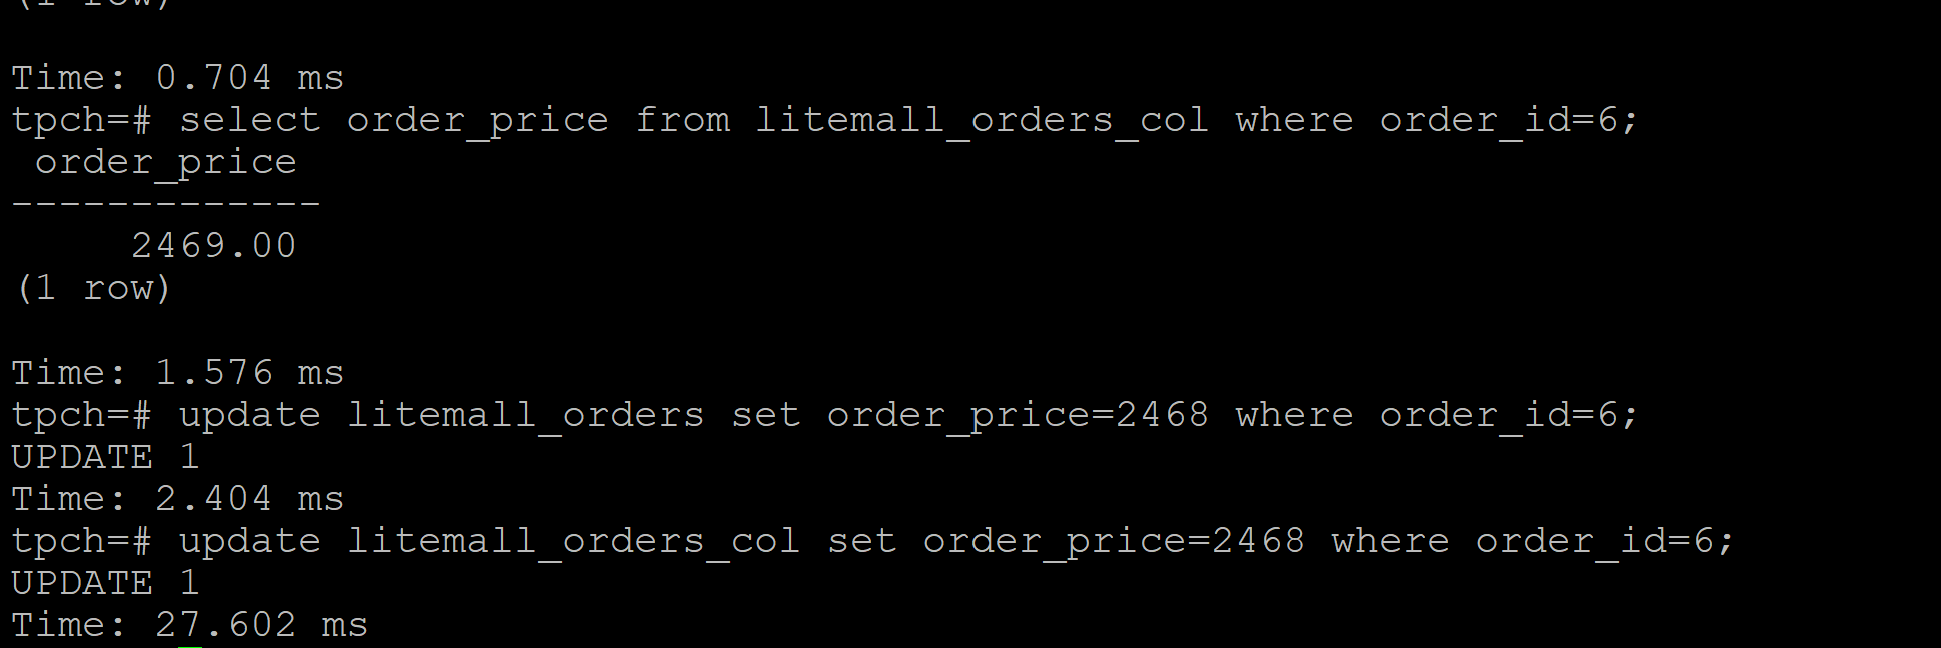 (1 row)
Time: 0.704 ms
tpch=# select order_price from litemall_orders_col where order_id=6;
 order_price
-------------
     2469.00
(1 row)
Time: 1.576 ms
tpch=# update litemall_orders set order_price=2468 where order_id=6;
UPDATE 1
Time: 2.404 ms
tpch=# update litemall_orders_col set order_price=2468 where order_id=6;
UPDATE 1
Time: 27.602 ms